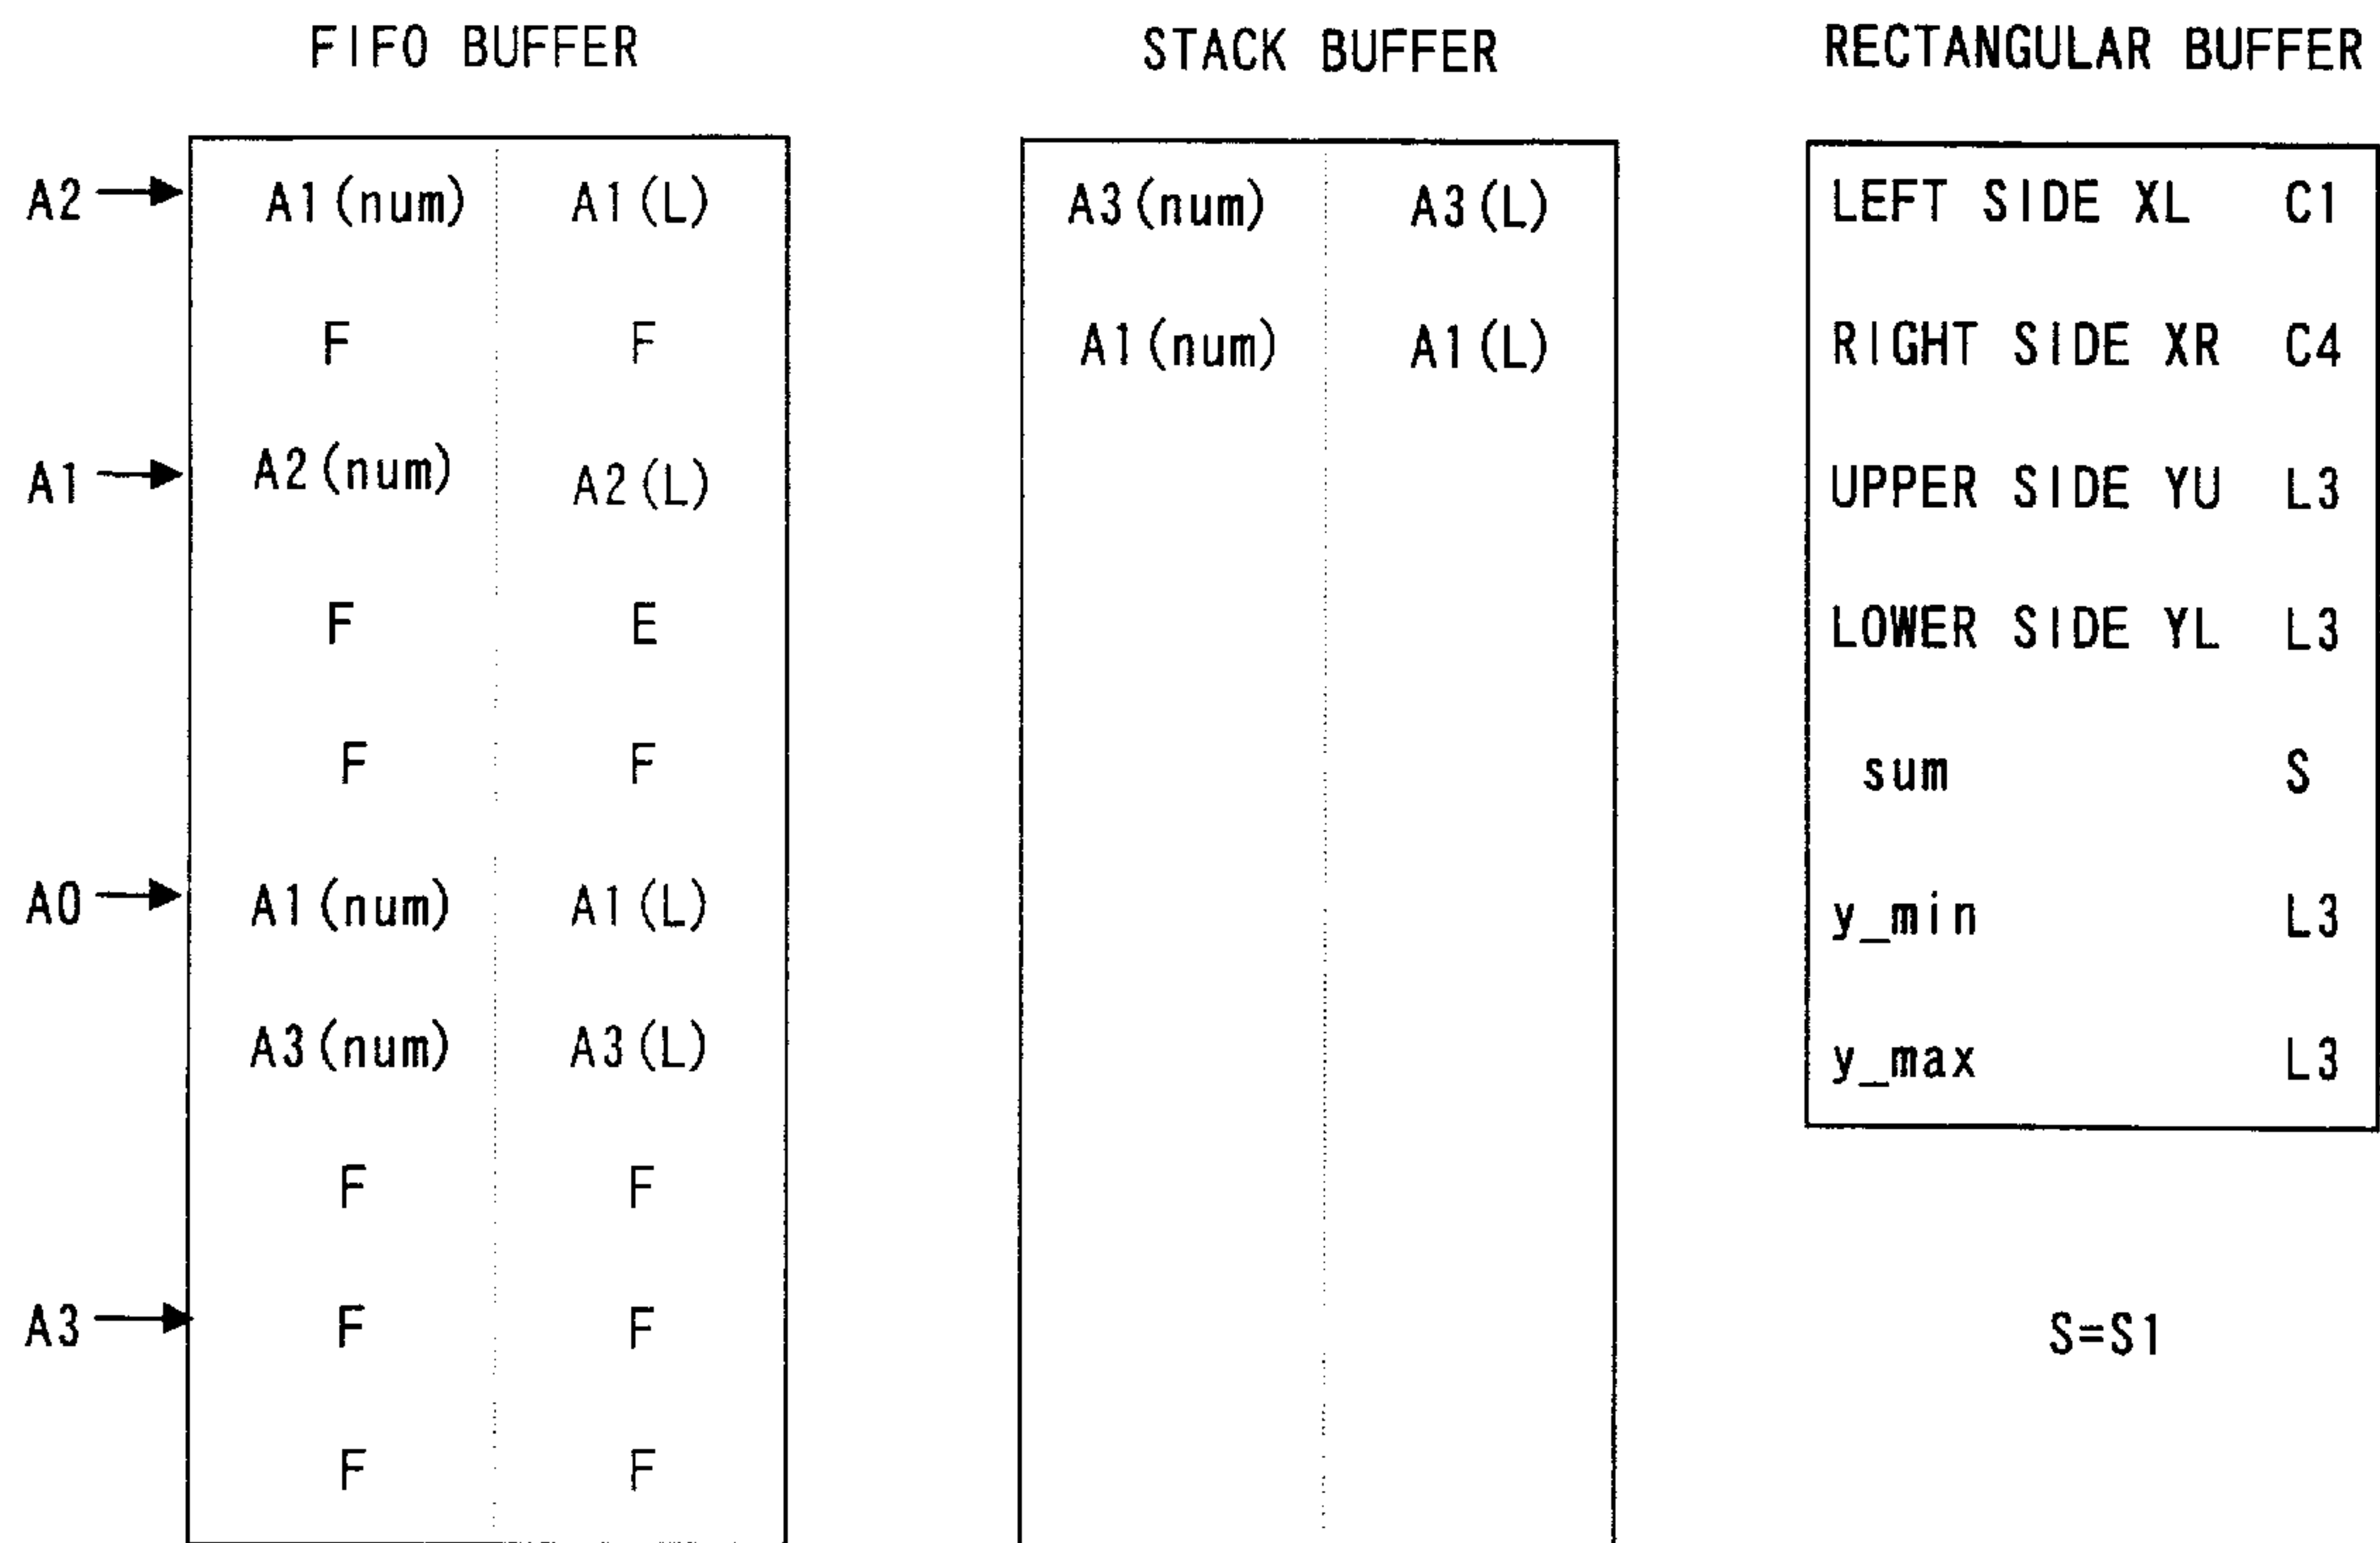 FIFO BUFFER
A2 A1(num) A1(L)
F F
A1 A2(num) A2(L)
F E
F F
A0 A1(num) A1(L)
A3(num) A3(L)
F F
A3 F F
F F
STACK BUFFER
A3(num) A3(L)
A1(num) A1(L)
RECTANGULAR BUFFER
LEFT SIDE XL C1
RIGHT SIDE XR C4
UPPER SIDE YU L3
LOWER SIDE YL L3
sum S
y_min L3
y_max L3
S=S1